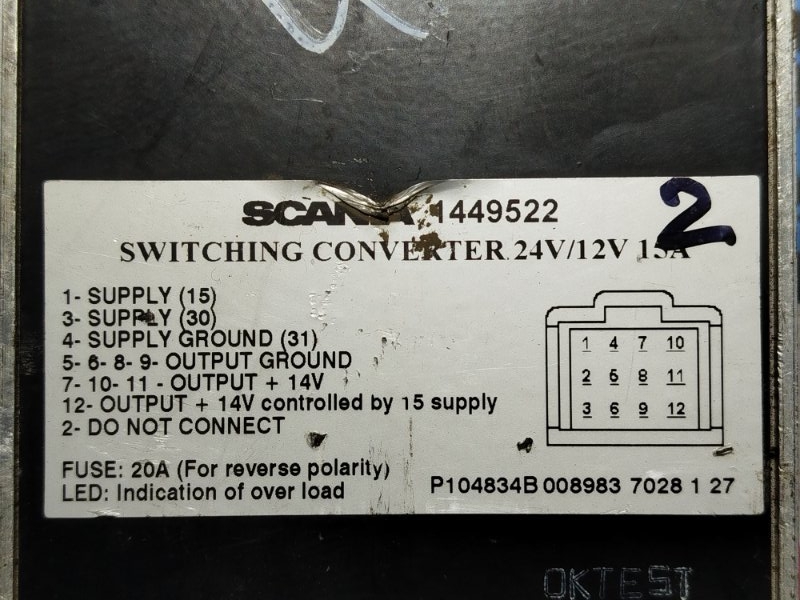 SCANIA 1449522
2
SWITCHING CONVERTER 24V/12V 15A
1- SUPPLY (15)
3- SUPPLY (30)
4- SUPPLY GROUND (31)
5- 6- 8- 9- OUTPUT GROUND
7- 10- 11 - OUTPUT + 14V
12- OUTPUT + 14V controlled by 15 supply
2- DO NOT CONNECT
FUSE: 20A (For reverse polarity)
LED: Indication of over load
1 4 7 10
2 5 8 11
3 6 9 12
P104834B 008983 7028 1 27
OKTEST